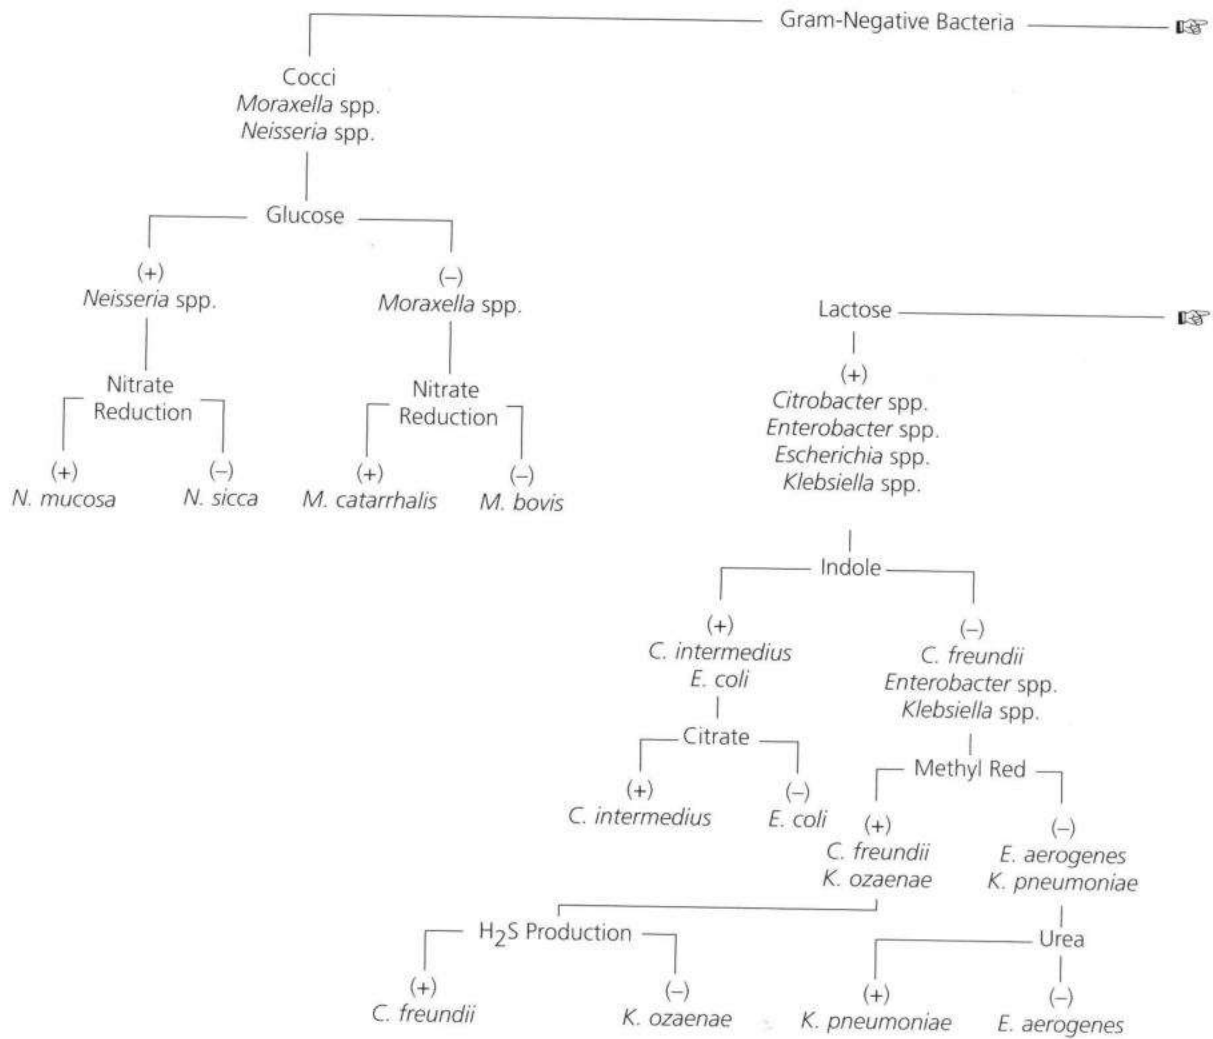 Gram-Negative Bacteria
Cocci
Moraxella spp.
Neisseria spp.
Glucose
(+)
Neisseria spp.
(–)
Moraxella spp.
Nitrate
Reduction
Nitrate
Reduction
(+)
N. mucosa
(–)
N. sicca
(+)
M. catarrhalis
(–)
M. bovis
Lactose
(+)
Citrobacter spp.
Enterobacter spp.
Escherichia spp.
Klebsiella spp.
Indole
(+)
C. intermedius
E. coli
(–)
C. freundii
Enterobacter spp.
Klebsiella spp.
Citrate
(+)
C. intermedius
(–)
E. coli
Methyl Red
(+)
C. freundii
K. ozaenae
(–)
E. aerogenes
K. pneumoniae
H2S Production
(+)
C. freundii
(–)
K. ozaenae
Urea
(+)
K. pneumoniae
(–)
E. aerogenes